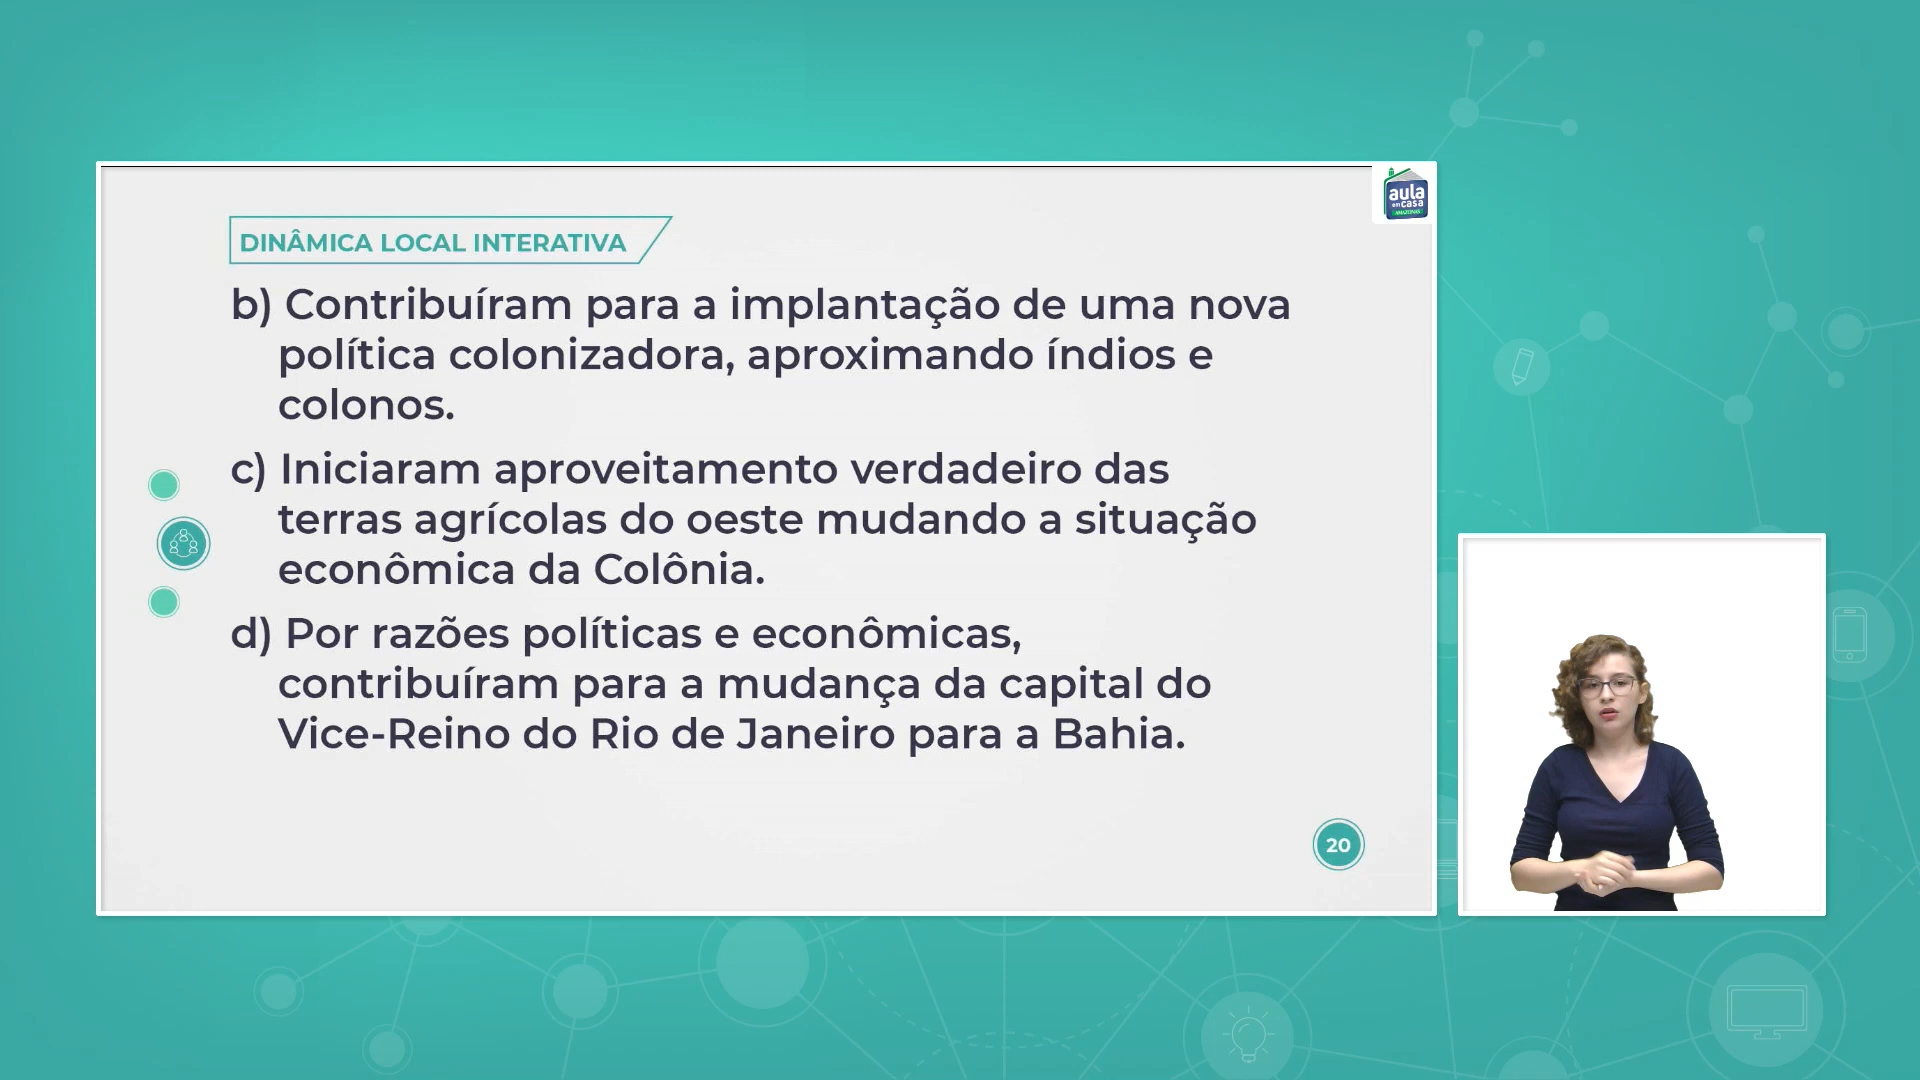 aula
em casa
AMAZONAS
DINÂMICA LOCAL INTERATIVA
b) Contribuíram para a implantação de uma nova
política colonizadora, aproximando índios e
colonos.
c) Iniciaram aproveitamento verdadeiro das
terras agrícolas do oeste mudando a situação
econômica da Colônia.
d) Por razões políticas e econômicas,
contribuíram para a mudança da capital do
Vice-Reino do Rio de Janeiro para a Bahia.
20